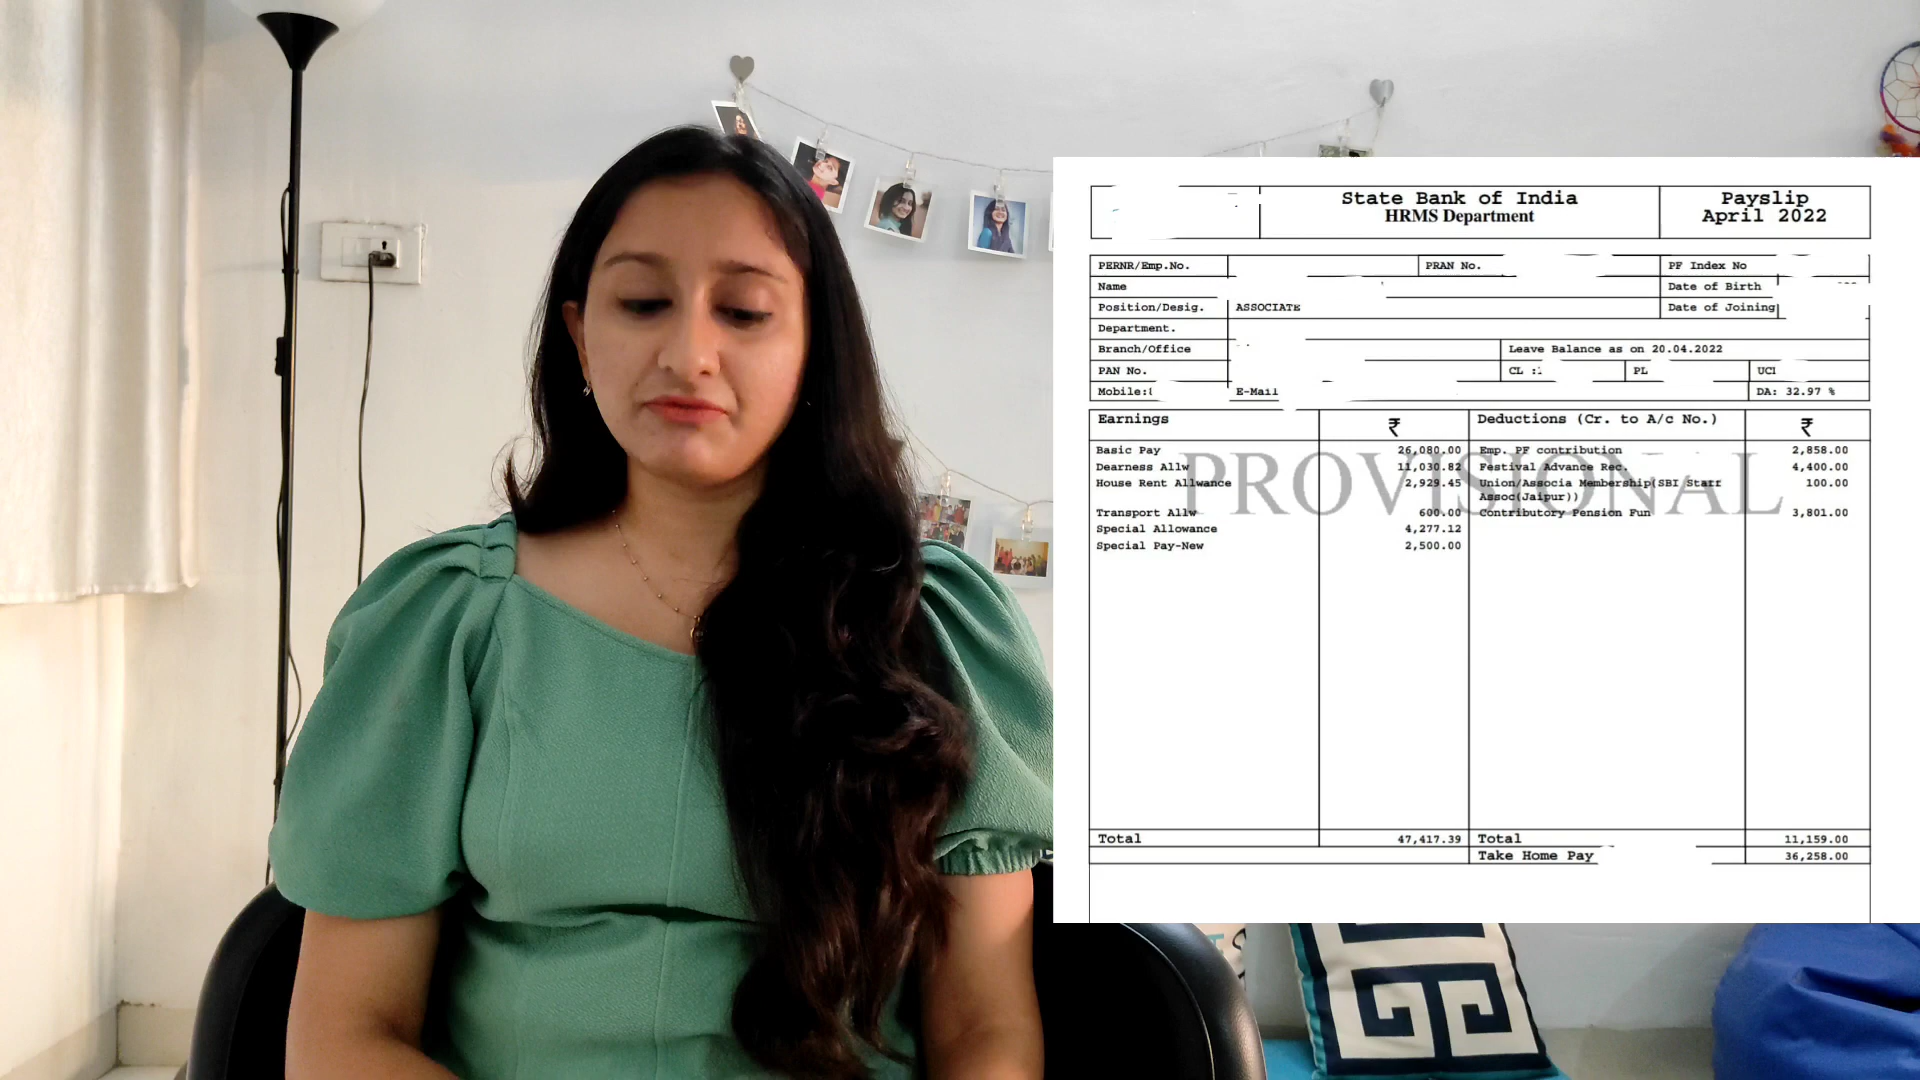 State Bank of India
HRMS Department
Payslip
April 2022
PERNR/Emp.No.
PRAN No.
PF Index No
Name
Date of Birth
Position/Desig.
ASSOCIATE
Date of Joining
Department.
Branch/Office
Leave Balance as on 20.04.2022
PAN No.
CL :
PL
UCI
Mobile:
E-Mail
DA: 32.97 %
Earnings ₹ Deductions (Cr. to A/c No.) ₹
PROVISIONAL
Basic Pay 26,080.00 Emp. PF contribution 2,858.00
Dearness Allw 11,030.82 Festival Advance Rec. 4,400.00
House Rent Allwance 2,929.45 Union/Associa Membership(SBI Starr 100.00
Assoc(Jaipur))
Transport Allw 600.00 Contributory Pension Fun 3,801.00
Special Allowance 4,277.12
Special Pay-New 2,500.00
Total 47,417.39 Total 11,159.00
Take Home Pay 36,258.00